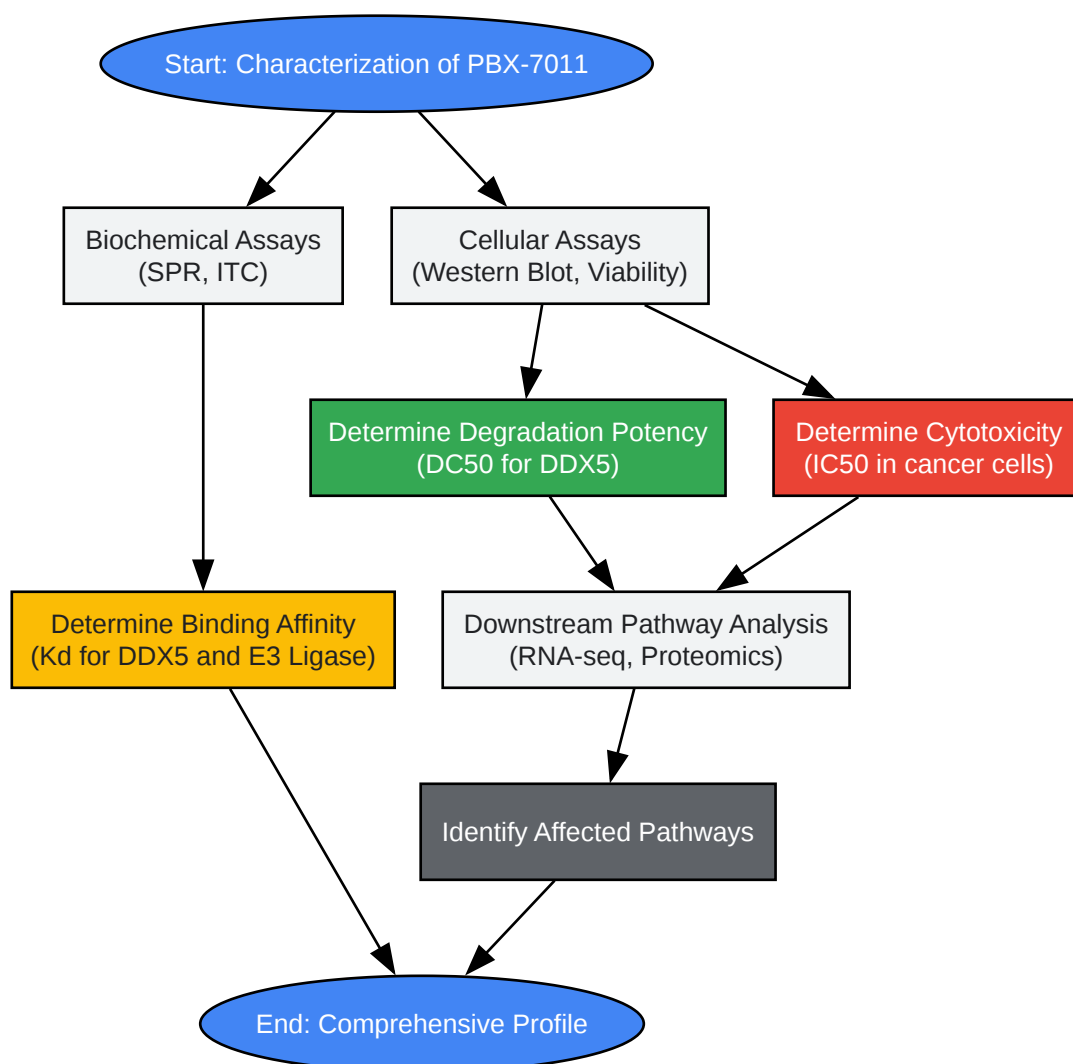 Start: Characterization of PBX-7011
Biochemical Assays
(SPR, ITC)
Cellular Assays
(Western Blot, Viability)
Determine Degradation Potency
(DC50 for DDX5)
Determine Cytotoxicity
(IC50 in cancer cells)
Determine Binding Affinity
(Kd for DDX5 and E3 Ligase)
Downstream Pathway Analysis
(RNA-seq, Proteomics)
Identify Affected Pathways
End: Comprehensive Profile